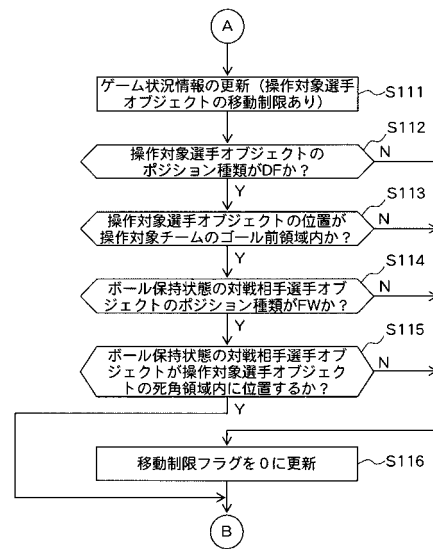 A
ゲーム状況情報の更新（操作対象選手
オブジェクトの移動制限あり）
S111
S112
操作対象選手オブジェクトの
ポジション種類がDFか？
N
Y
S113
操作対象選手オブジェクトの位置が
操作対象チームのゴール前領域内か？
N
Y
S114
ボール保持状態の対戦相手選手オブ
ジェクトのポジション種類がFWか？
N
Y
S115
ボール保持状態の対戦相手選手オブ
ジェクトが操作対象選手オブジェク
トの死角領域内に位置するか？
N
Y
移動制限フラグを０に更新
S116
B